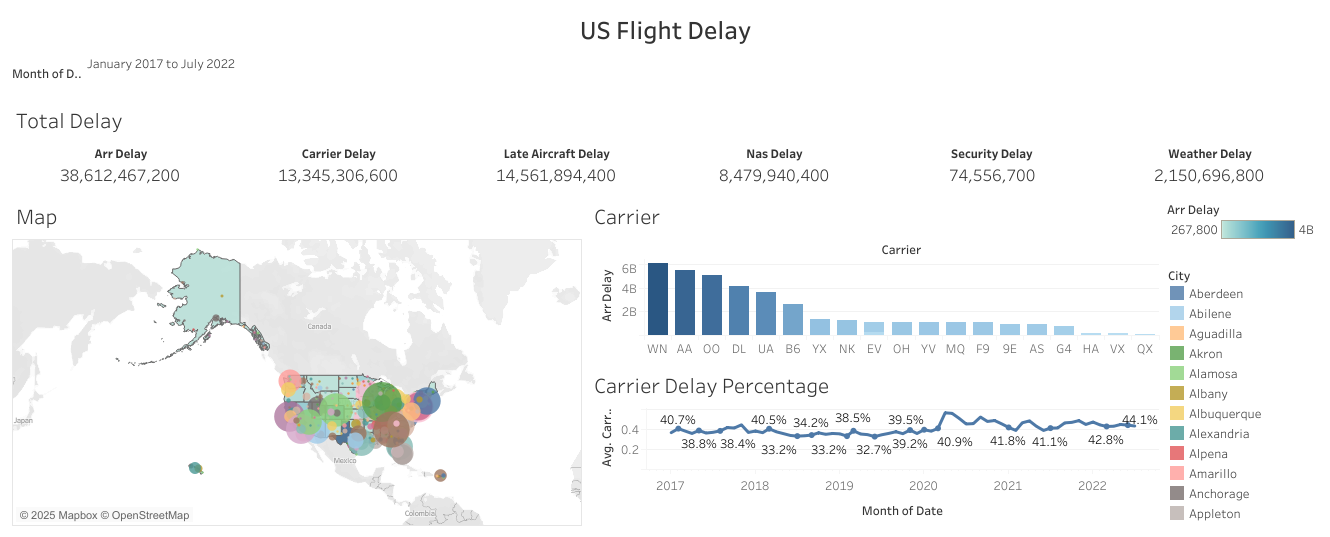 US Flight Delay
Month of D..
January 2017 to July 2022
Total Delay
Arr Delay
38,612,467,200
Carrier Delay
13,345,306,600
Late Aircraft Delay
14,561,894,400
Nas Delay
8,479,940,400
Security Delay
74,556,700
Weather Delay
2,150,696,800
Map
Canada
Japan
Mexico
Colombia
© 2025 Mapbox © OpenStreetMap
Carrier
Carrier
Arr Delay
6B
4B
2B
WN AA OO DL UA B6 YX NK EV OH YV MQ F9 9E AS G4 HA VX QX
Carrier Delay Percentage
Avg. Carr..
0.4
0.2
40.7% 40.5% 34.2% 38.5% 39.5% 44.1%
38.8% 38.4% 33.2% 33.2% 32.7% 39.2% 40.9% 41.8% 41.1% 42.8%
2017 2018 2019 2020 2021 2022
Month of Date
Arr Delay
267,800 4B
City
Aberdeen
Abilene
Aguadilla
Akron
Alamosa
Albany
Albuquerque
Alexandria
Alpena
Amarillo
Anchorage
Appleton